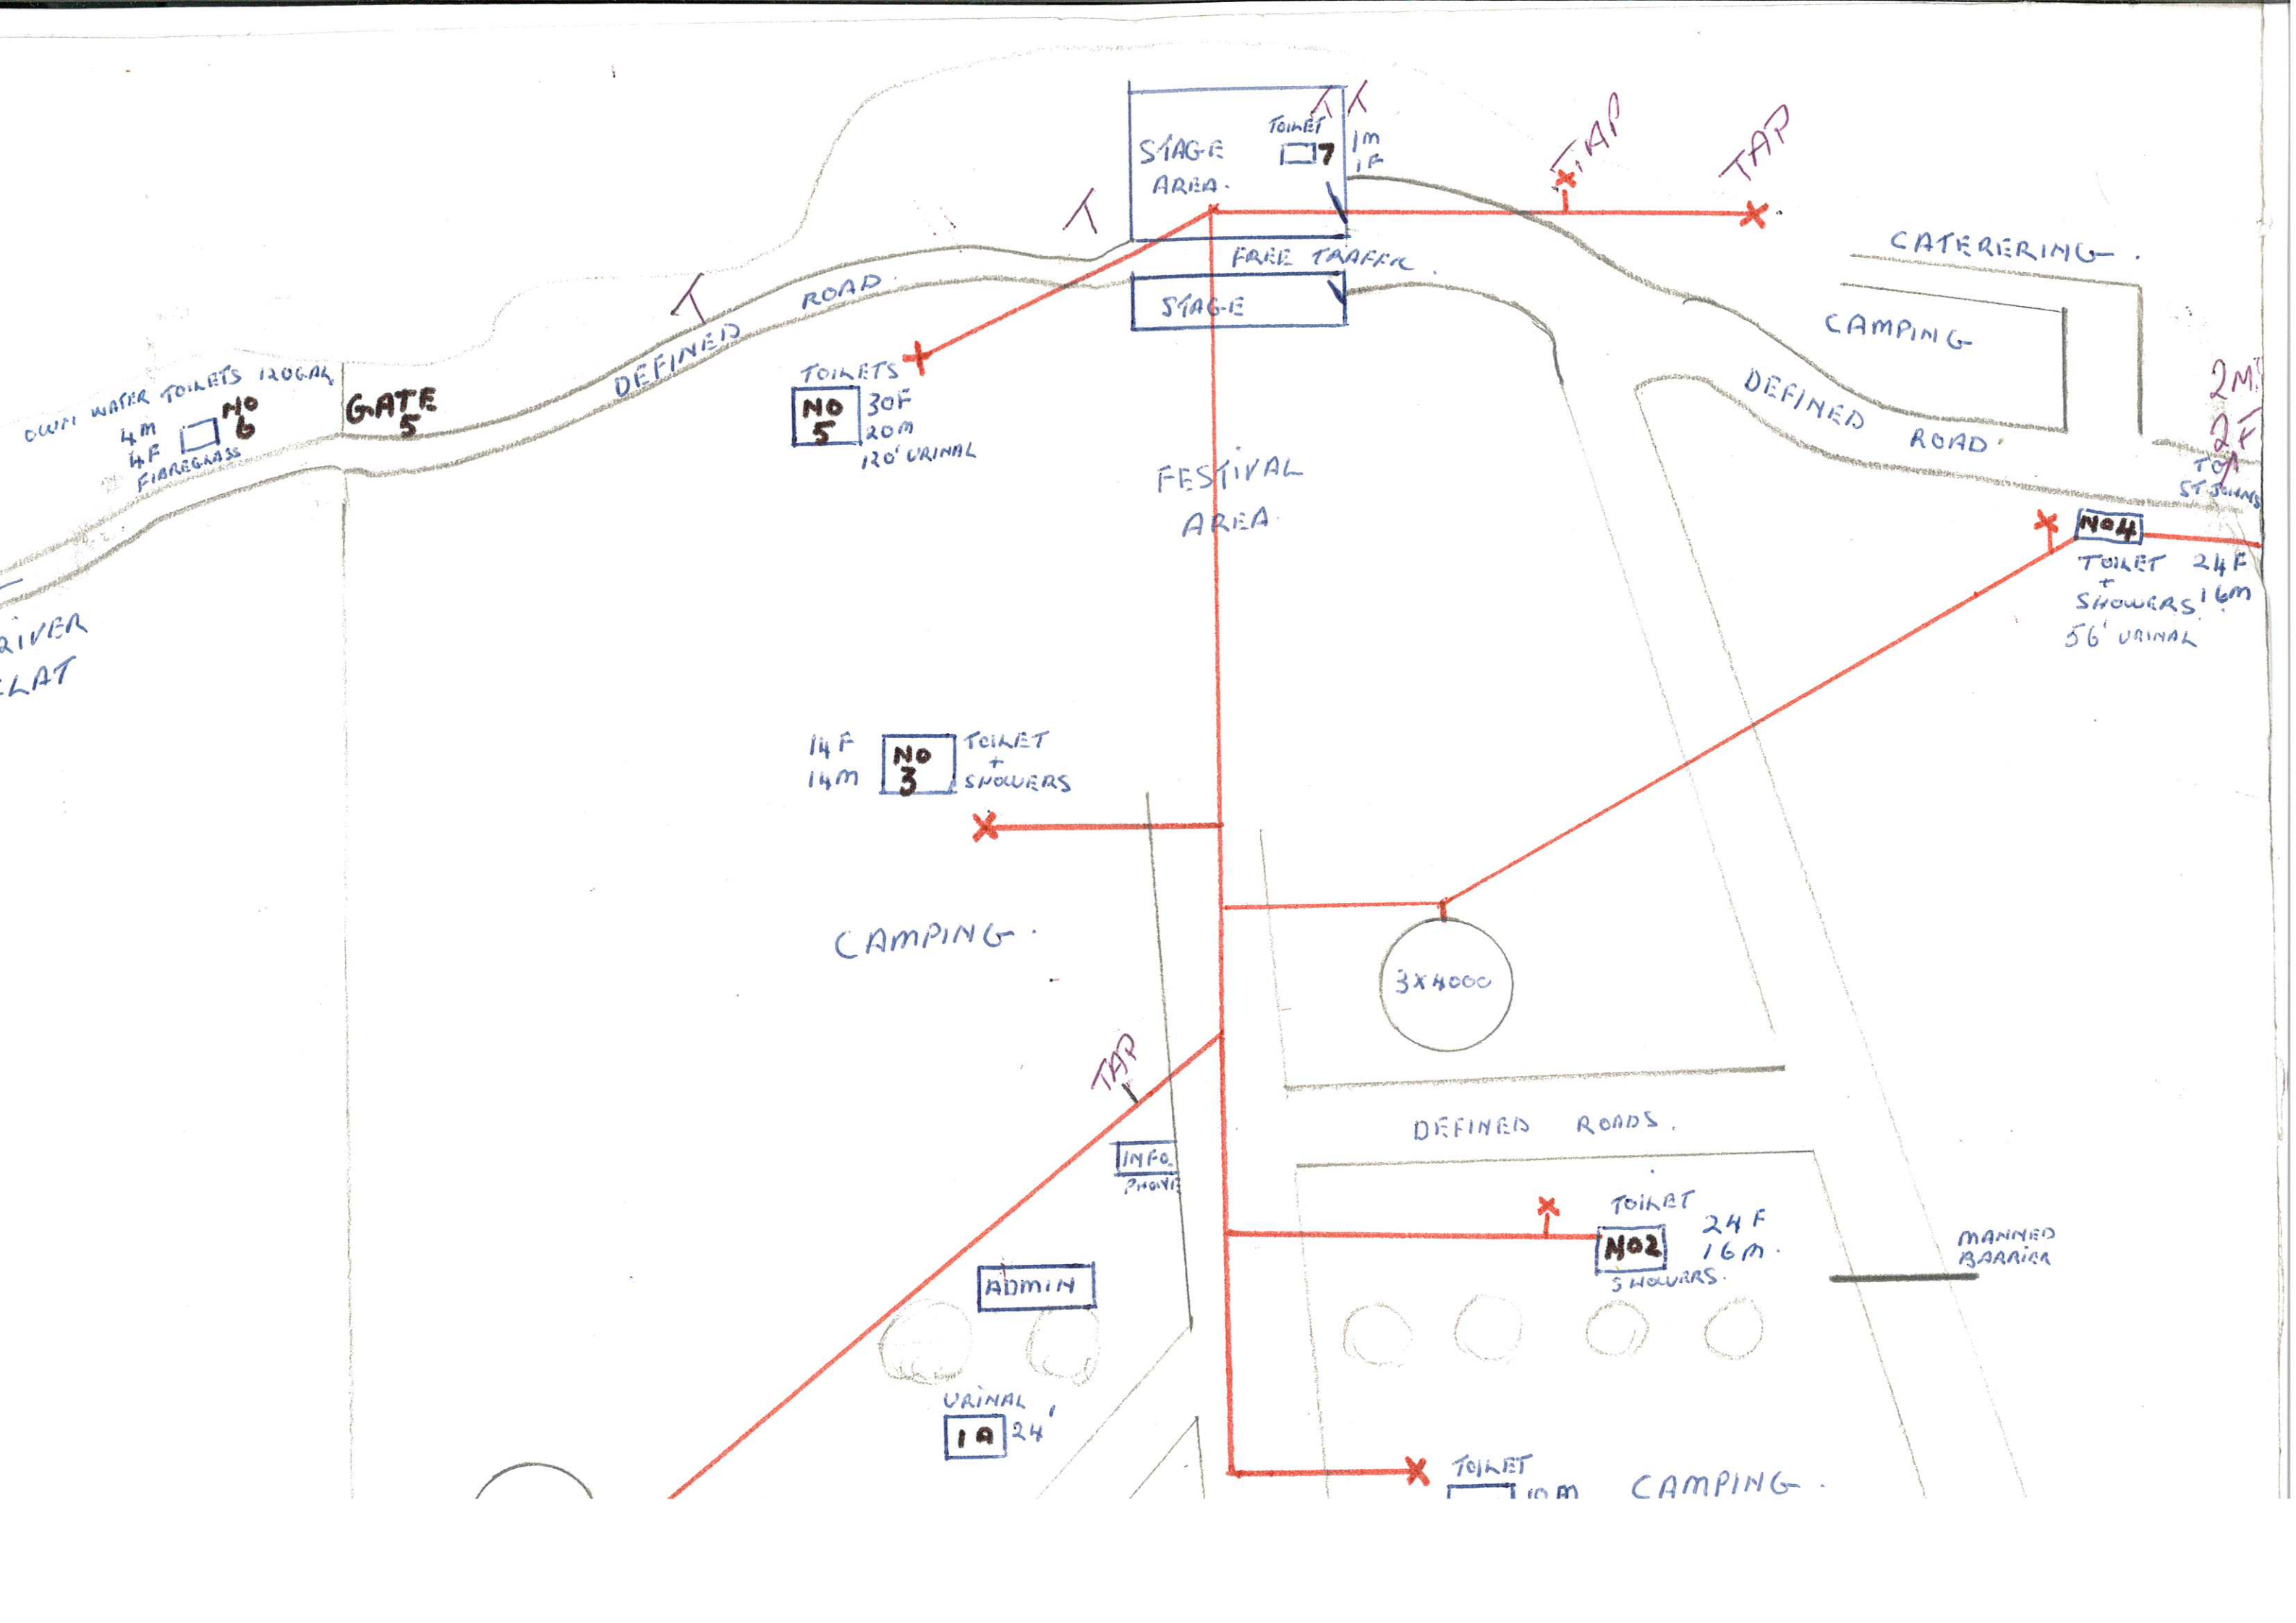 STAGE
AREA.
TOILET
7
1M
1F
T T
TAP
TAP
T
T
FREE TRAFFIC.
STAGE
CATERERING.
CAMPING
DEFINED ROAD.
DEFINED ROAD.
2M
2F
TO
ST JOHNS
OWN WATER TOILETS 120GAL.
4M
4F
NO
6
FIBREGLASS
GATE
5
TOILETS
NO
5
30F
20M
120' URINAL
FESTIVAL
AREA.
NO4
TOILET 24F
+
SHOWERS 16M
56' URINAL
RIVER
FLAT
14F
14M
NO
3
TOILET
+
SHOWERS
CAMPING.
3X4000
TAP
INFO.
PHONE
DEFINED ROADS.
TOILET
NO2
24F
16M.
SHOWERS.
MANNED
BARRIER
ADMIN
URINAL
1A 24'
TOILET
10M
CAMPING.